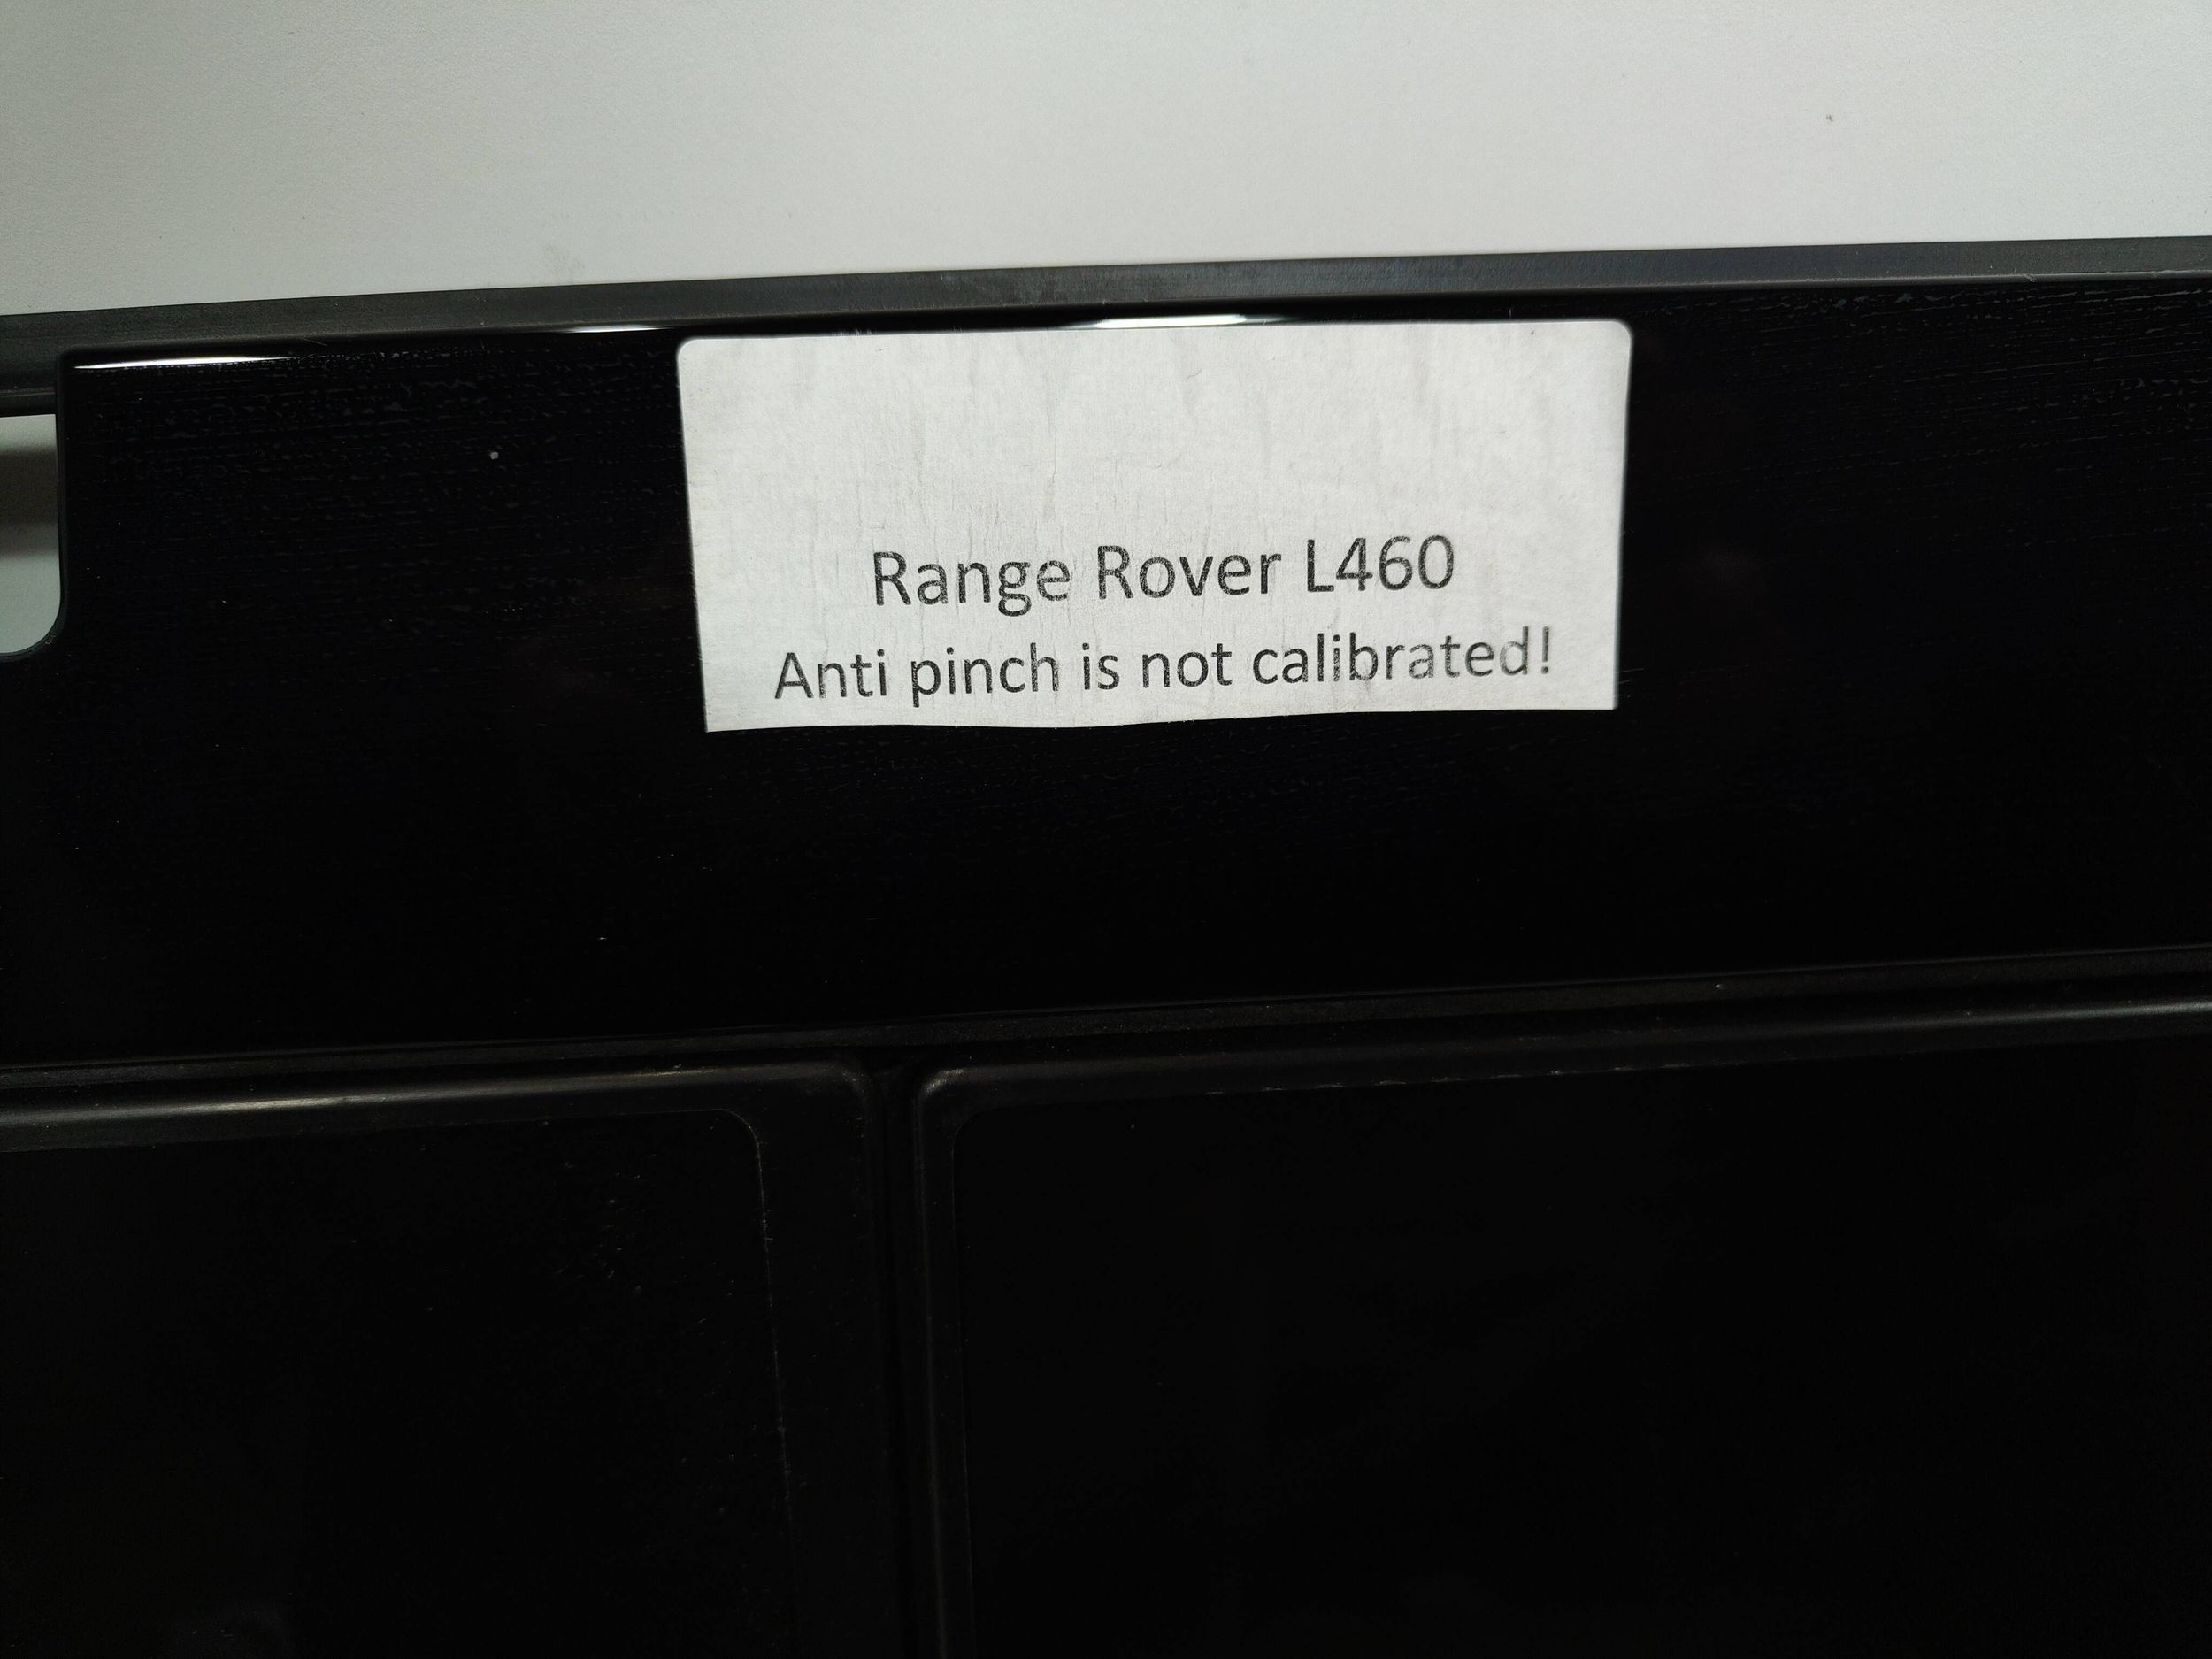 Range Rover L460
Anti pinch is not calibrated!